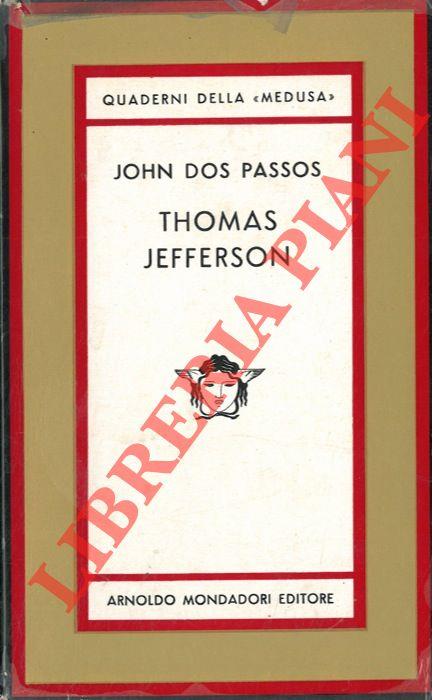 QUADERNI DELLA «MEDUSA»
JOHN DOS PASSOS
THOMAS
JEFFERSON
ARNOLDO MONDADORI EDITORE
LIBRERIA PIANI